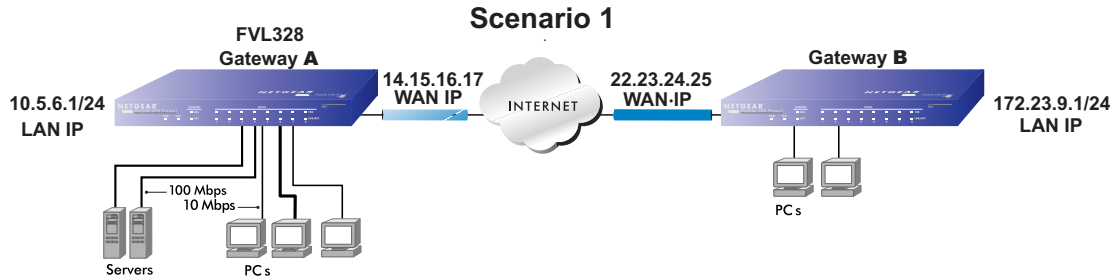 Scenario 1
FVL328
Gateway A
14.15.16.17
WAN IP
10.5.6.1/24
LAN IP
NETGEAR
INTERNET
22.23.24.25
WAN·IP
Gateway B
NETGEAR
172.23.9.1/24
LAN IP
100 Mbps
10 Mbps
Servers
PCs
PCs